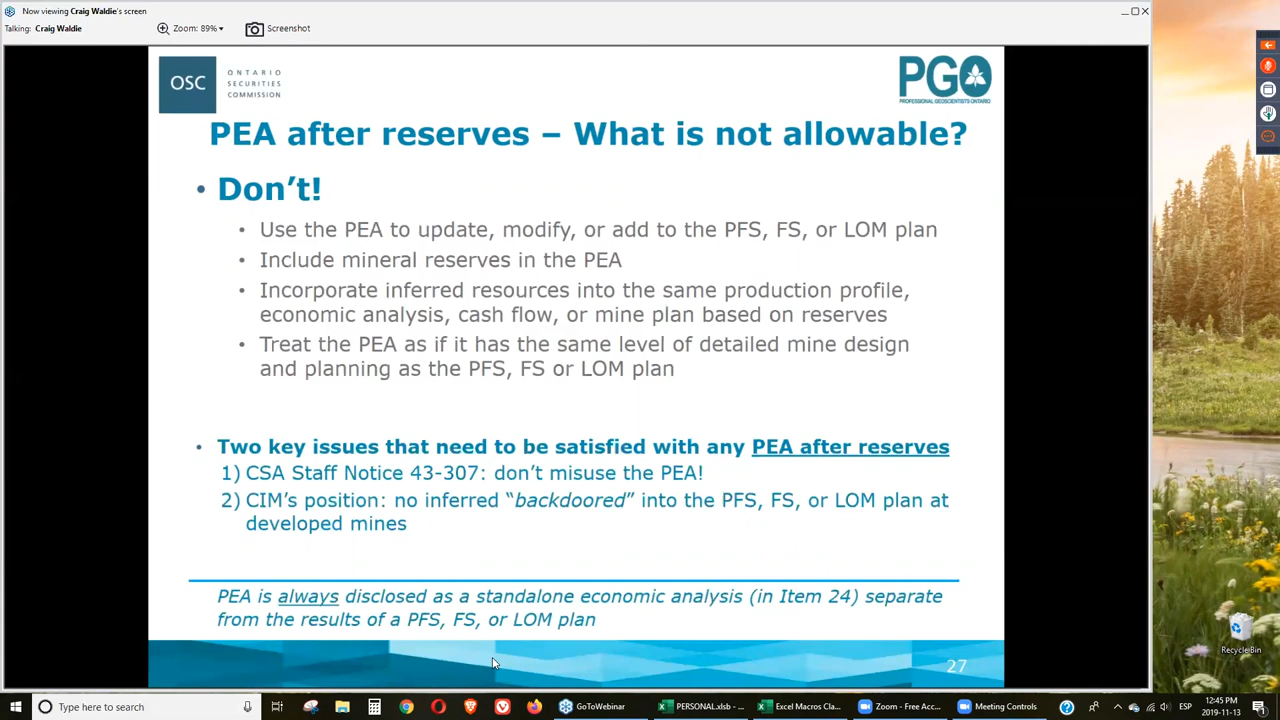 Now viewing Craig Waldie's screen
Talking: Craig Waldie
Zoom: 89%
Screenshot
OSC
ONTARIO
SECURITIES
COMMISSION
PGO
PROFESSIONAL GEOSCIENTISTS ONTARIO
PEA after reserves – What is not allowable?
• Don't!
• Use the PEA to update, modify, or add to the PFS, FS, or LOM plan
• Include mineral reserves in the PEA
• Incorporate inferred resources into the same production profile,
economic analysis, cash flow, or mine plan based on reserves
• Treat the PEA as if it has the same level of detailed mine design
and planning as the PFS, FS or LOM plan
• Two key issues that need to be satisfied with any PEA after reserves
1) CSA Staff Notice 43-307: don't misuse the PEA!
2) CIM's position: no inferred "backdoored" into the PFS, FS, or LOM plan at
developed mines
PEA is always disclosed as a standalone economic analysis (in Item 24) separate
from the results of a PFS, FS, or LOM plan
27
Recycle Bin
Type here to search
GoToWebinar
PERSONAL.xlsb - ...
Excel Macros Cla...
Zoom - Free Acc...
Meeting Controls
ESP
12:45 PM
2019-11-13